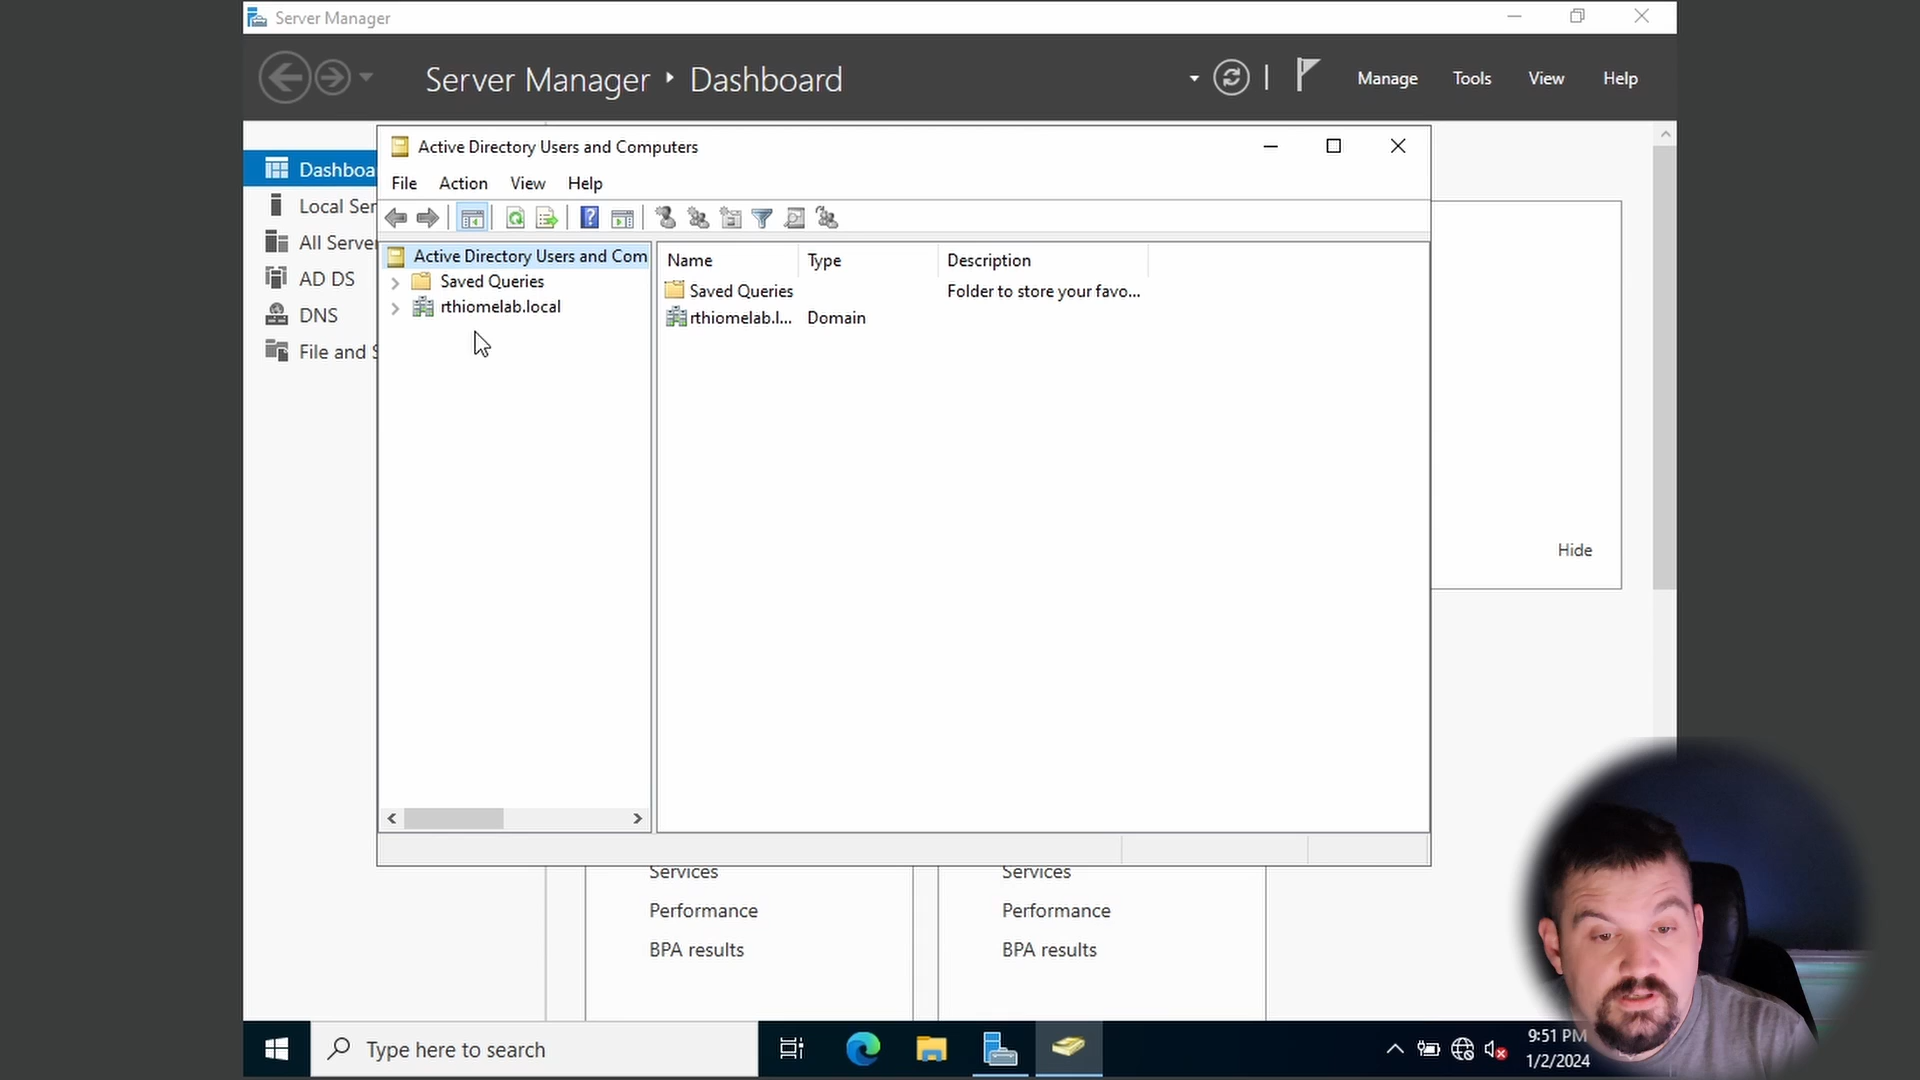 Server Manager
Server Manager ‣ Dashboard
Manage
Tools
View
Help
Dashboa
Local Ser
All Server
AD DS
DNS
File and S
Active Directory Users and Computers
File
Action
View
Help
Active Directory Users and Com
Saved Queries
rthiomelab.local
Name
Type
Description
Saved Queries
Folder to store your favo...
rthiomelab.l...
Domain
Hide
Services
Performance
BPA results
Services
Performance
BPA results
Type here to search
9:51 PM
1/2/2024